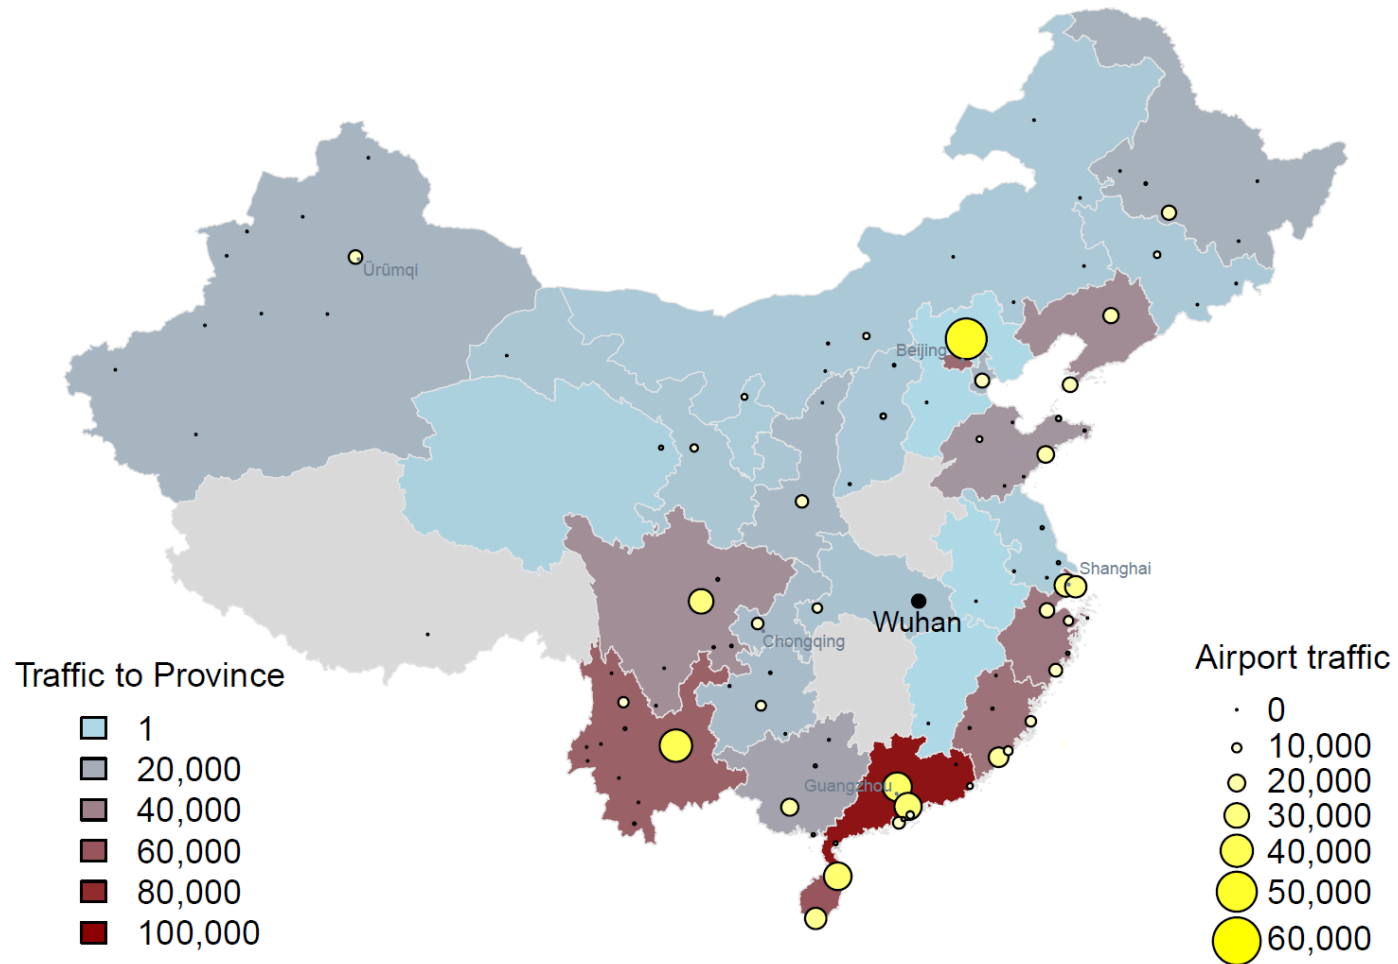 Ürümqi
Beijing
Shanghai
Wuhan
Chongqing
Guangzhou
Traffic to Province
1
20,000
40,000
60,000
80,000
100,000
Airport traffic
0
10,000
20,000
30,000
40,000
50,000
60,000